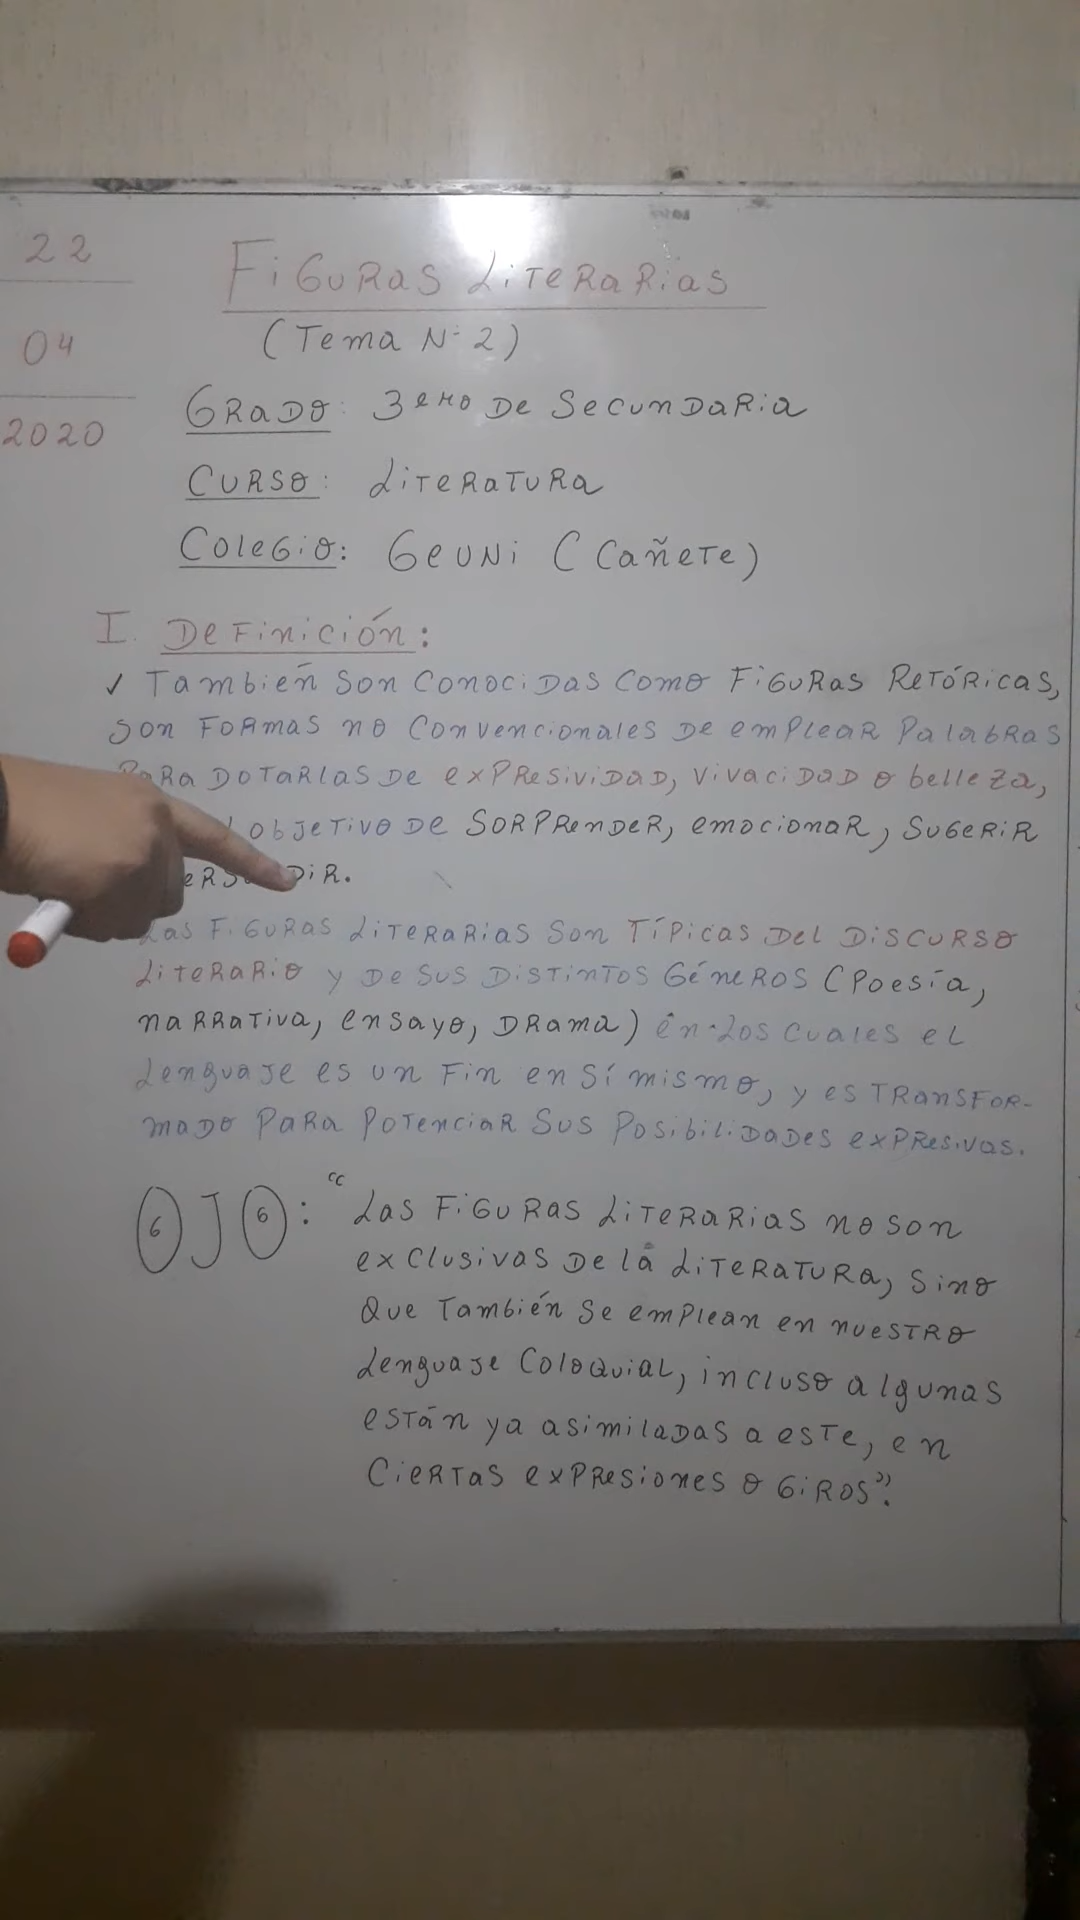 22
04
2020
Figuras Literarias
(Tema N° 2)
Grado: 3ero de Secundaria
Curso: Literatura
Colegio: Geuni (Cañete)
I. Definición:
✓ También son conocidas como Figuras Retóricas,
son formas no convencionales de emplear palabras
para dotarlas de expresividad, vivacidad o belleza,
objetivo de sorprender, emocionar, sugerir
Las figuras literarias son típicas del discurso
literario y de sus distintos géneros (Poesía,
narrativa, ensayo, drama) en los cuales el
lenguaje es un fin en sí mismo, y es transfor-
mado para potenciar sus posibilidades expresivas.
OJO: "Las figuras literarias no son
exclusivas de la literatura, sino
que también se emplean en nuestro
lenguaje coloquial, incluso algunas
están ya asimiladas a este, en
ciertas expresiones o giros".